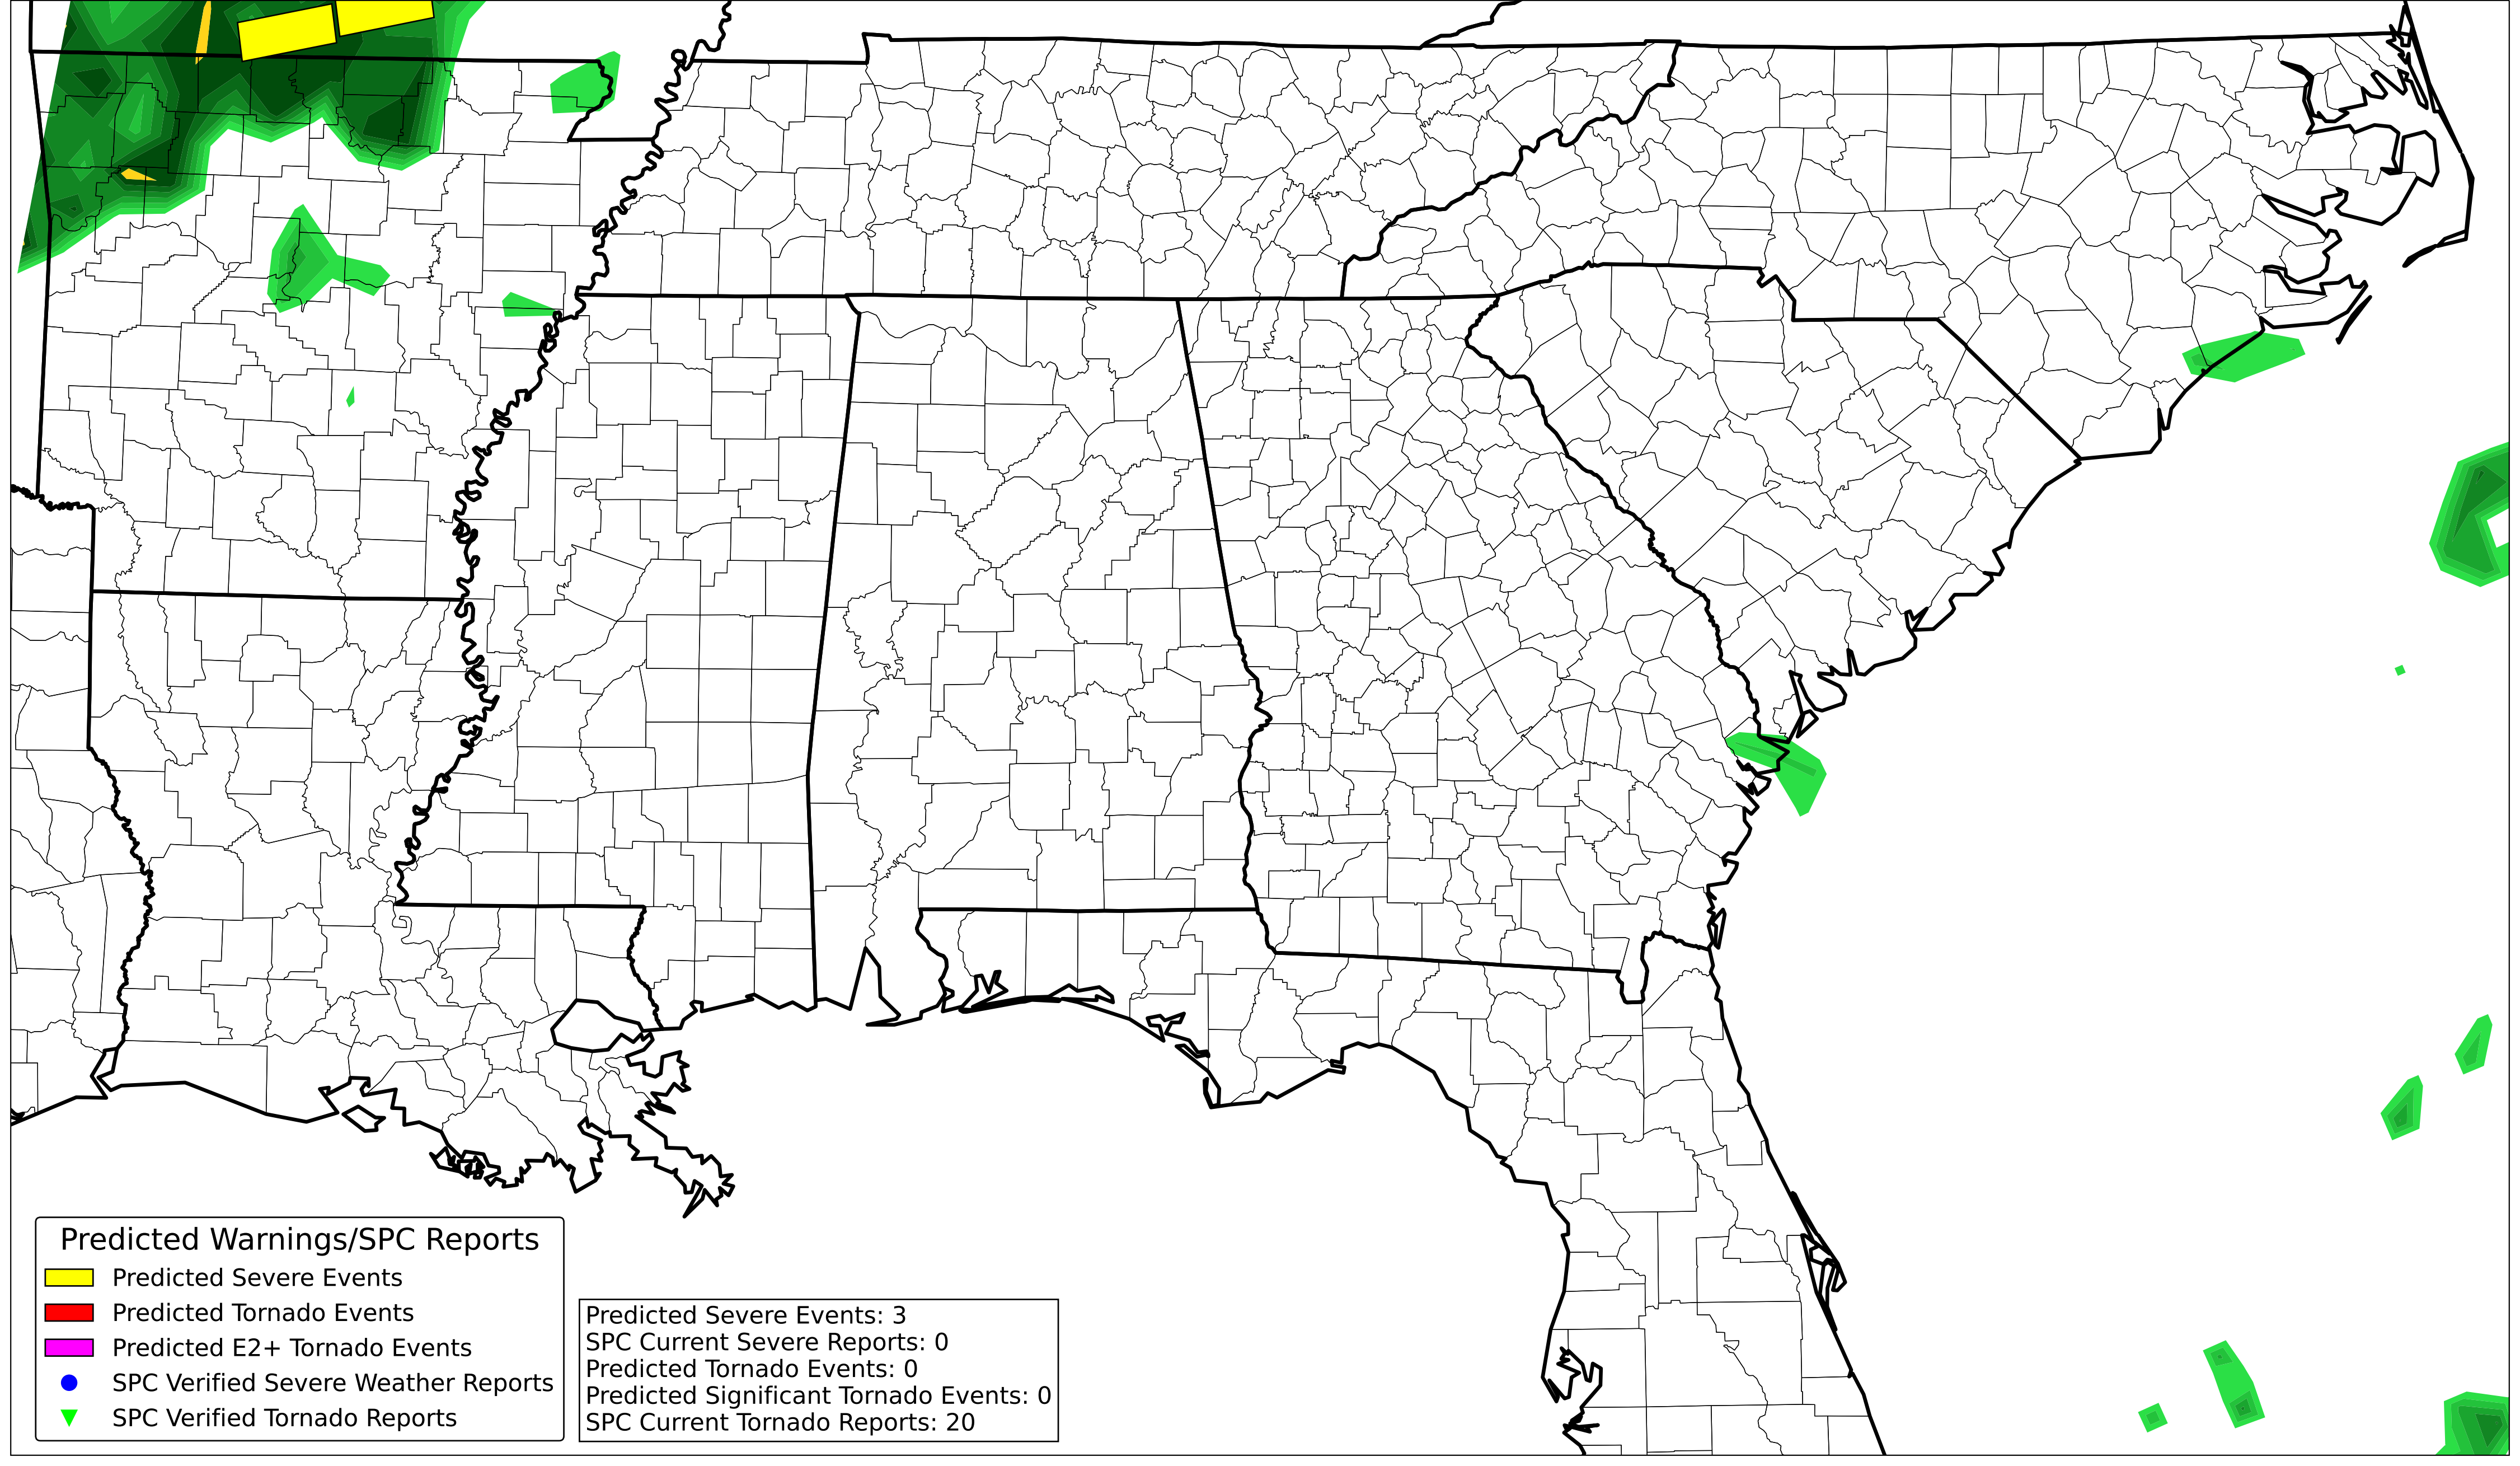 Predicted Warnings/SPC Reports
Predicted Severe Events
Predicted Tornado Events
Predicted E2+ Tornado Events
SPC Verified Severe Weather Reports
SPC Verified Tornado Reports
Predicted Severe Events: 3
SPC Current Severe Reports: 0
Predicted Tornado Events: 0
Predicted Significant Tornado Events: 0
SPC Current Tornado Reports: 20